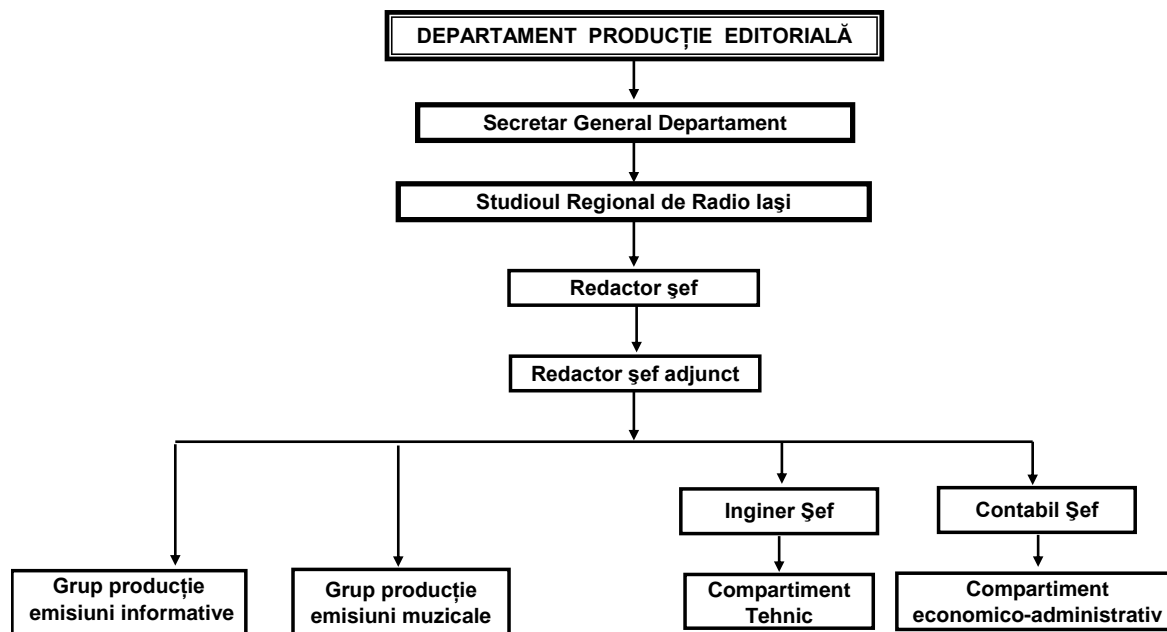 DEPARTAMENT PRODUCȚIE EDITORIALĂ
Secretar General Departament
Studioul Regional de Radio Iaşi
Redactor şef
Redactor şef adjunct
Inginer Şef
Contabil Şef
Grup producție
emisiuni informative
Grup producție
emisiuni muzicale
Compartiment
Tehnic
Compartiment
economico-administrativ